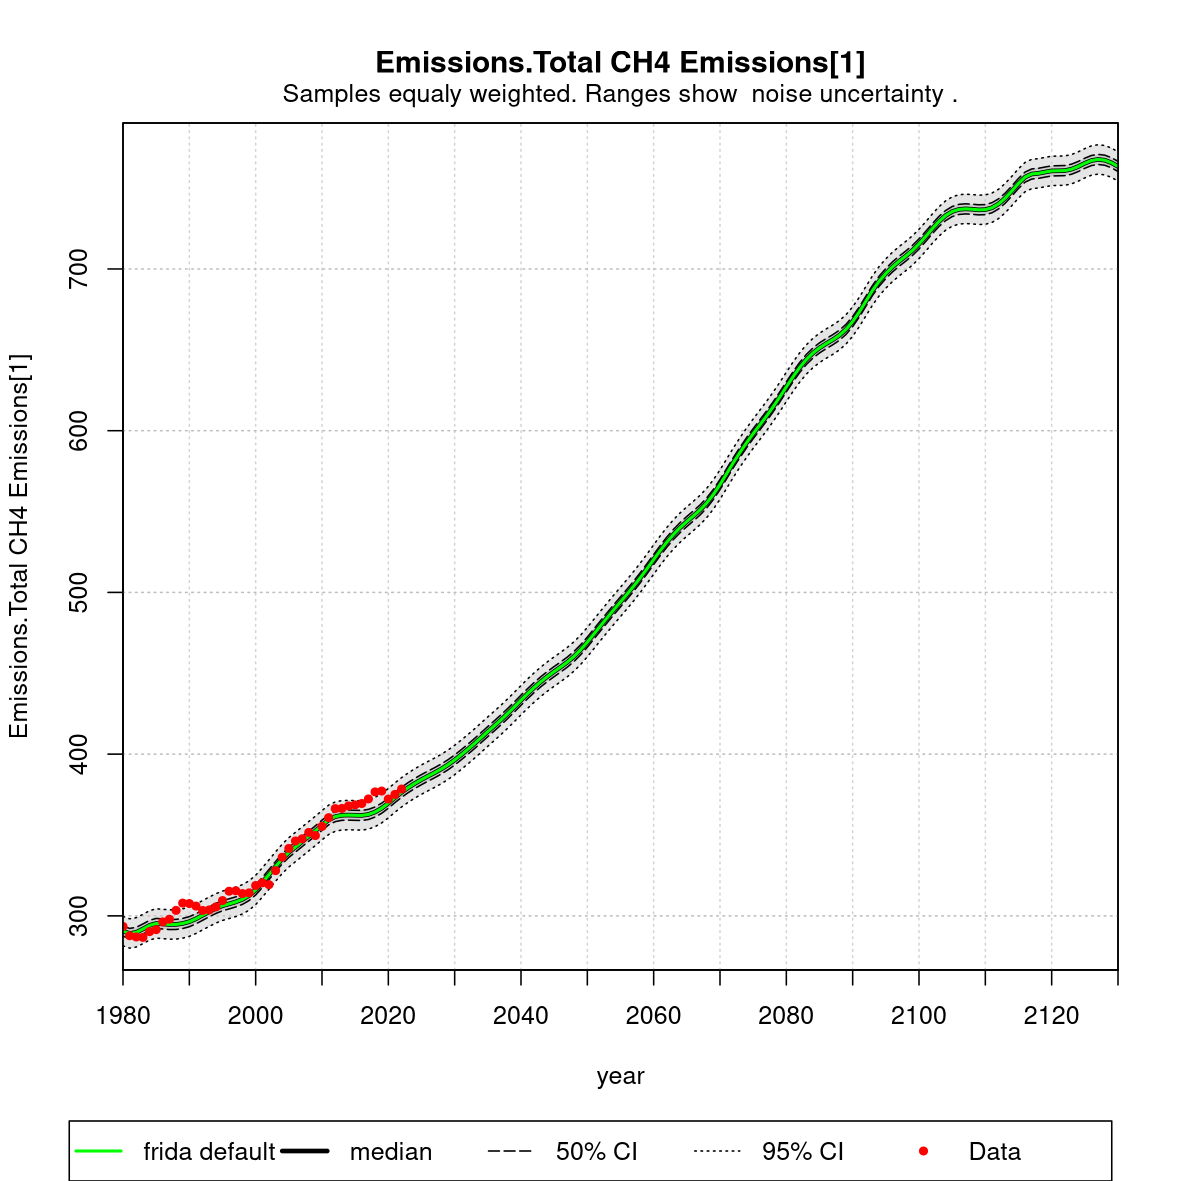 Emissions.Total CH4 Emissions[1]
Samples equaly weighted. Ranges show  noise uncertainty .
Emissions.Total CH4 Emissions[1]
700
600
500
400
300
1980 2000 2020 2040 2060 2080 2100 2120
year
frida default median 50% CI 95% CI Data